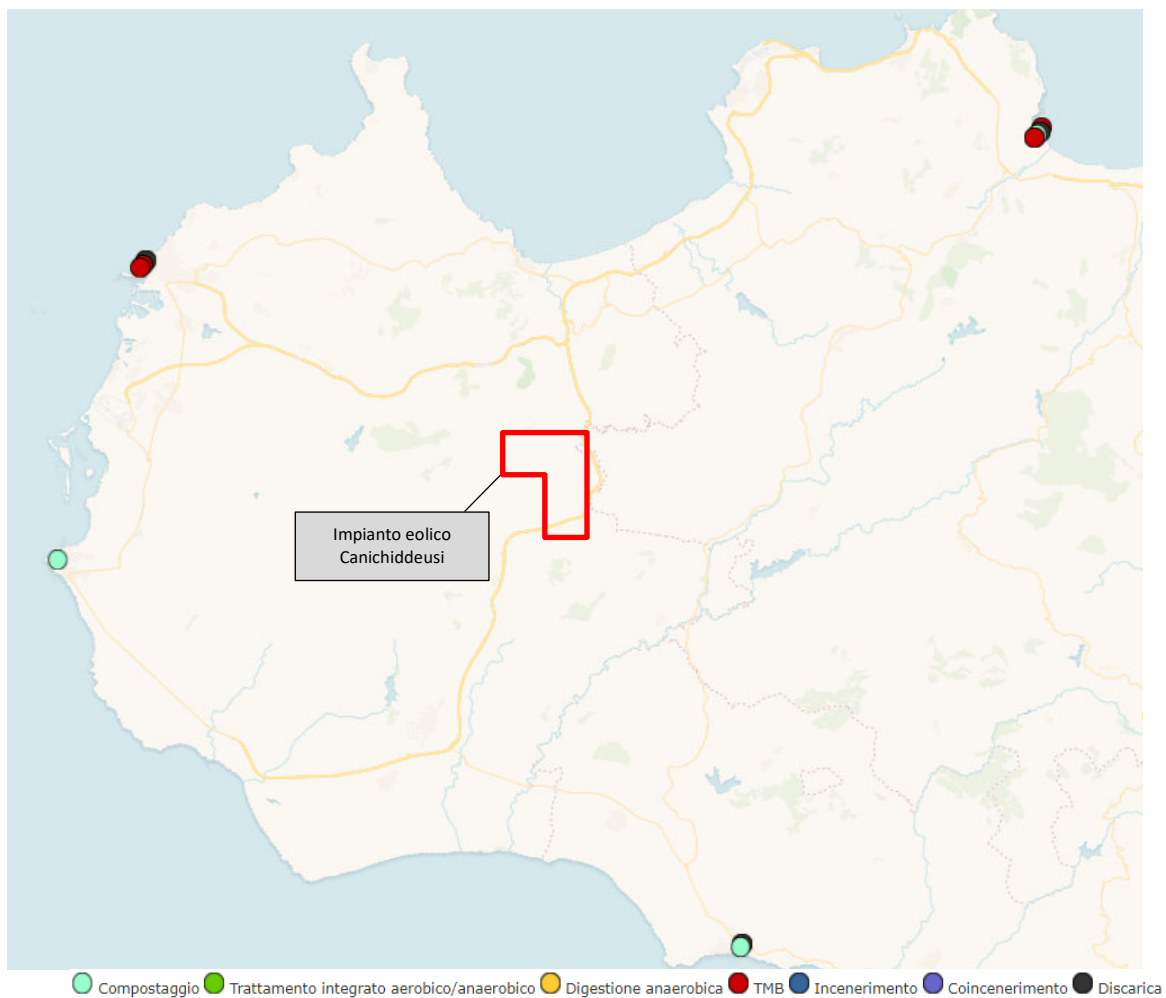 Impianto eolico
Canichiddeusi
Compostaggio Trattamento integrato aerobico/anaerobico Digestione anaerobica TMB Incenerimento Coincenerimento Discarica